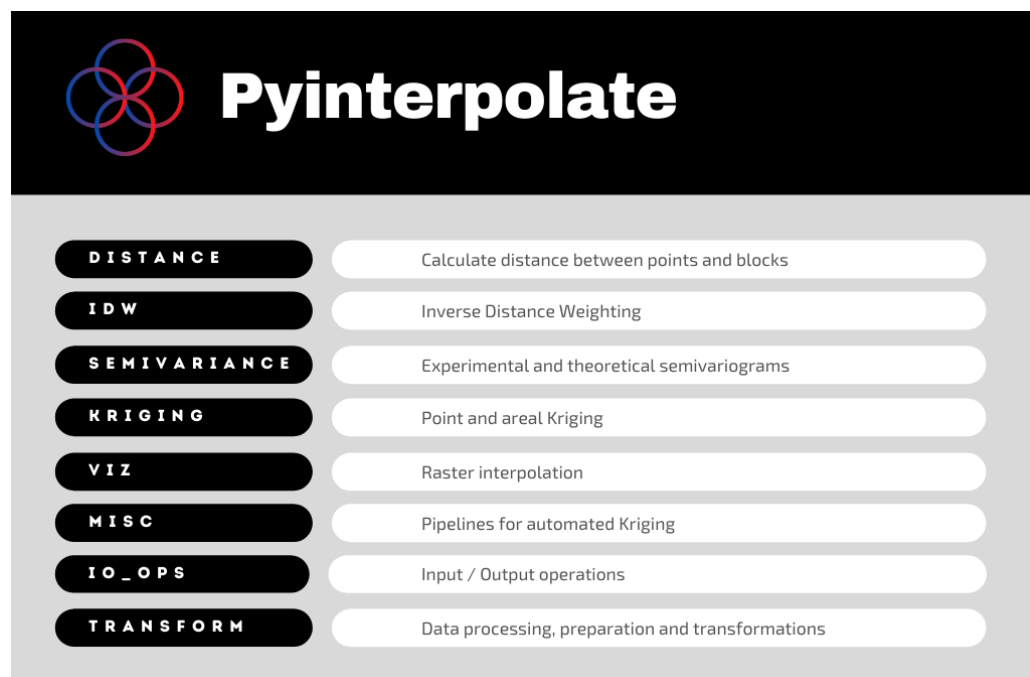 Pyinterpolate
DISTANCE
Calculate distance between points and blocks
IDW
Inverse Distance Weighting
SEMIVARIANCE
Experimental and theoretical semivariograms
KRIGING
Point and areal Kriging
VIZ
Raster interpolation
MISC
Pipelines for automated Kriging
IO_OPS
Input / Output operations
TRANSFORM
Data processing, preparation and transformations